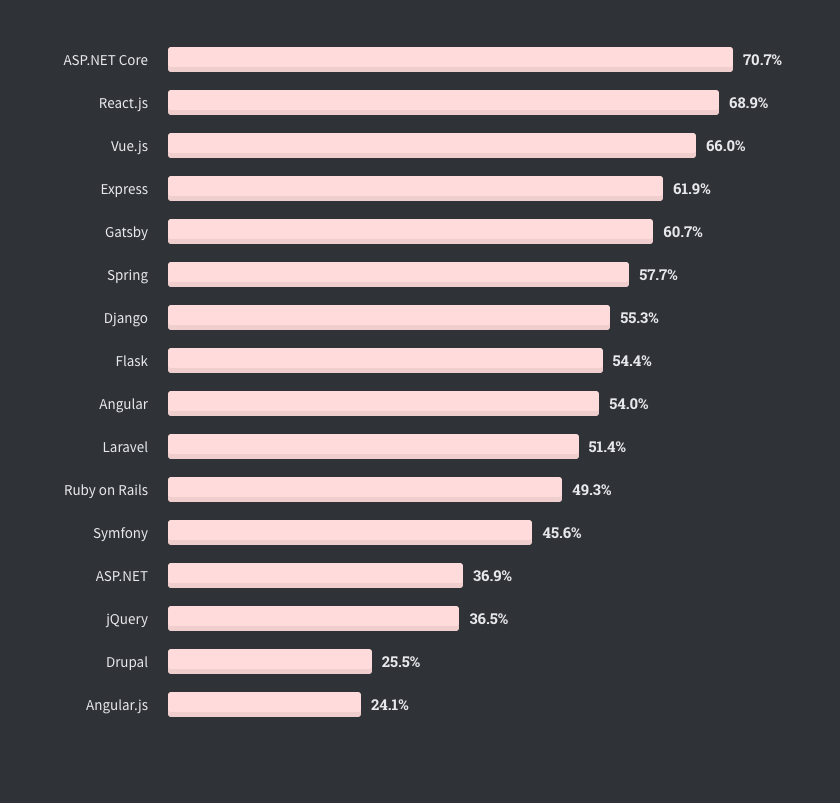 ASP.NET Core 70.7%
React.js 68.9%
Vue.js 66.0%
Express 61.9%
Gatsby 60.7%
Spring 57.7%
Django 55.3%
Flask 54.4%
Angular 54.0%
Laravel 51.4%
Ruby on Rails 49.3%
Symfony 45.6%
ASP.NET 36.9%
jQuery 36.5%
Drupal 25.5%
Angular.js 24.1%